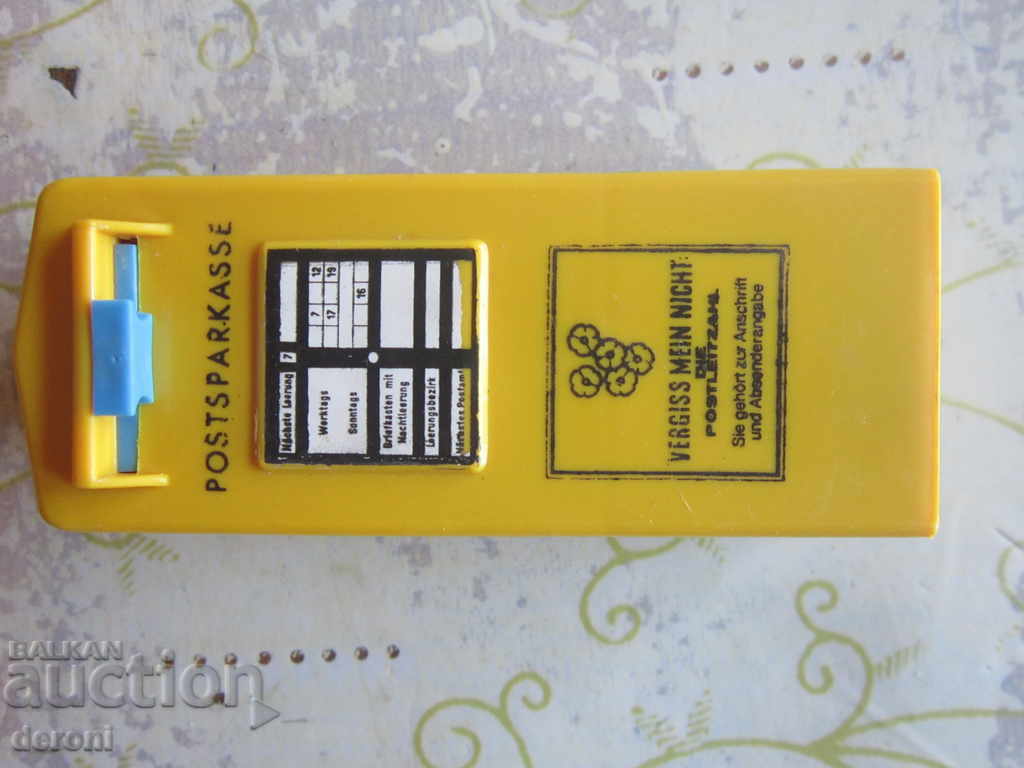 POSTSPARKASSE
Nächste Leerung 7
Werktags 7 12
17 19
Sonntags 16
Briefkasten mit
Nachtleerung
Leerungsbezirk
Nächstes Postamt
VERGISS MEIN NICHT:
DIE
POSTLEITZAHL
Sie gehört zur Anschrift
und Absenderangabe
BALKAN
auction
deroni